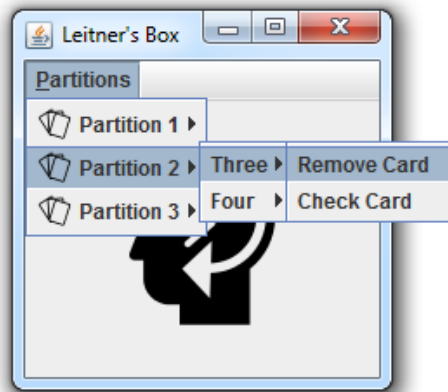 Leitner's Box
Partitions
Partition 1
Partition 2 Three Remove Card
Four Check Card
Partition 3